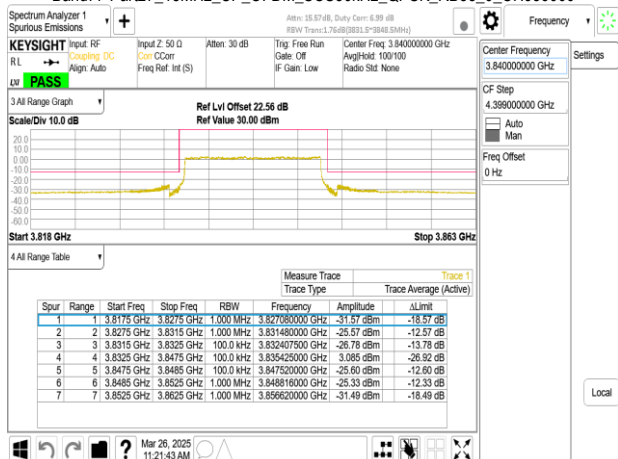 Spectrum Analyzer 1
Spurious Emissions
+
Attn: 15.57dB, Duty Corr: 6.99 dB
RBW Trans:1.76dB(3831.5~3848.5MHz)
Frequency
KEYSIGHT
RL
PASS
Input: RF
Coupling: DC
Align: Auto
Input Z: 50 Ω
Corr CCorr
Freq Ref: Int (S)
Atten: 30 dB
Trig: Free Run
Gate: Off
IF Gain: Low
Center Freq: 3.840000000 GHz
Avg|Hold: 100/100
Radio Std: None
Center Frequency
3.840000000 GHz
Settings
CF Step
4.399000000 GHz
Auto
Man
Freq Offset
0 Hz
Local
3 All Range Graph
Scale/Div 10.0 dB
Ref Lvl Offset 22.56 dB
Ref Value 30.00 dBm
20.0
10.0
0.00
-10.0
-20.0
-30.0
-40.0
-50.0
-60.0
Start 3.818 GHz
Stop 3.863 GHz
4 All Range Table
Measure Trace Trace 1
Trace Type Trace Average (Active)
Spur Range Start Freq Stop Freq RBW Frequency Amplitude ΔLimit
1 1 3.8175 GHz 3.8275 GHz 1.000 MHz 3.827080000 GHz -31.57 dBm -18.57 dB
2 2 3.8275 GHz 3.8315 GHz 1.000 MHz 3.831480000 GHz -25.57 dBm -12.57 dB
3 3 3.8315 GHz 3.8325 GHz 100.0 kHz 3.832407500 GHz -26.78 dBm -13.78 dB
4 4 3.8325 GHz 3.8475 GHz 100.0 kHz 3.835425000 GHz 3.085 dBm -26.92 dB
5 5 3.8475 GHz 3.8485 GHz 100.0 kHz 3.847520000 GHz -25.60 dBm -12.60 dB
6 6 3.8485 GHz 3.8525 GHz 1.000 MHz 3.848816000 GHz -25.33 dBm -12.33 dB
7 7 3.8525 GHz 3.8625 GHz 1.000 MHz 3.856620000 GHz -31.49 dBm -18.49 dB
?
Mar 26, 2025
11:21:43 AM